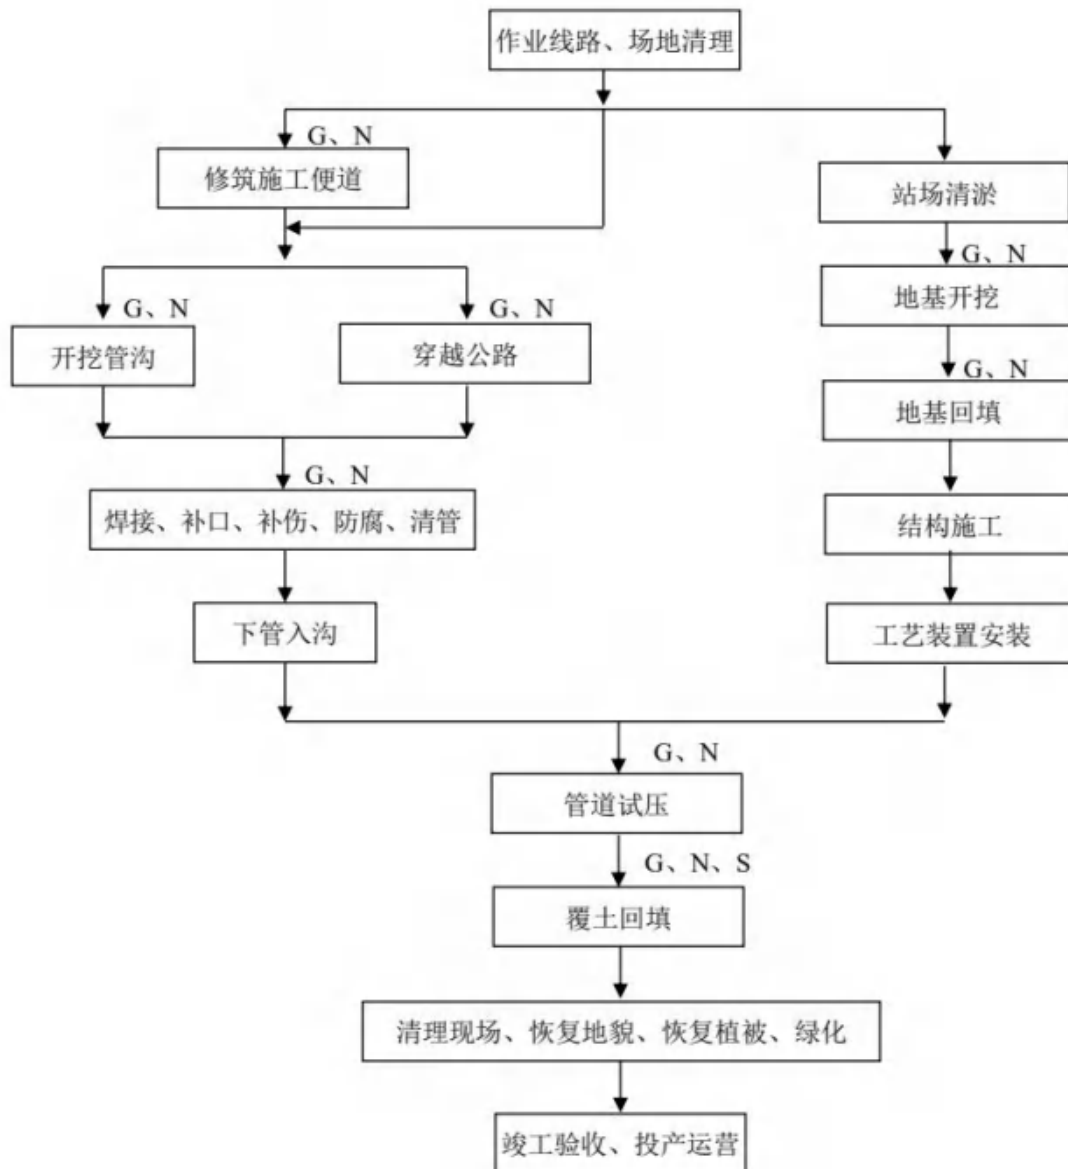 作业线路、场地清理
G、N
修筑施工便道
站场清淤
G、N
地基开挖
G、N
开挖管沟
G、N
穿越公路
G、N
地基回填
G、N
焊接、补口、补伤、防腐、清管
结构施工
下管入沟
工艺装置安装
G、N
管道试压
G、N、S
覆土回填
清理现场、恢复地貌、恢复植被、绿化
竣工验收、投产运营